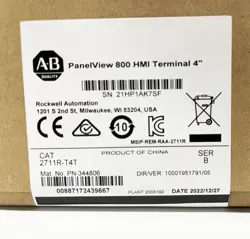 AB
Allen-Bradley
PanelView 800 HMI Terminal 4"
SN. 21HP1AK7SF
Rockwell Automation
1201 S 2nd St, Milwaukee, WI 53204, USA
10
MSIP-REM-RAA-2711R
PRODUCT OF CHINA
CAT
2711R-T4T
SER
B
Mat. No. PN-344806
DIR/VER 10001951791/05
00887172439667
PLANT 2005192
DATE 2022/12/27